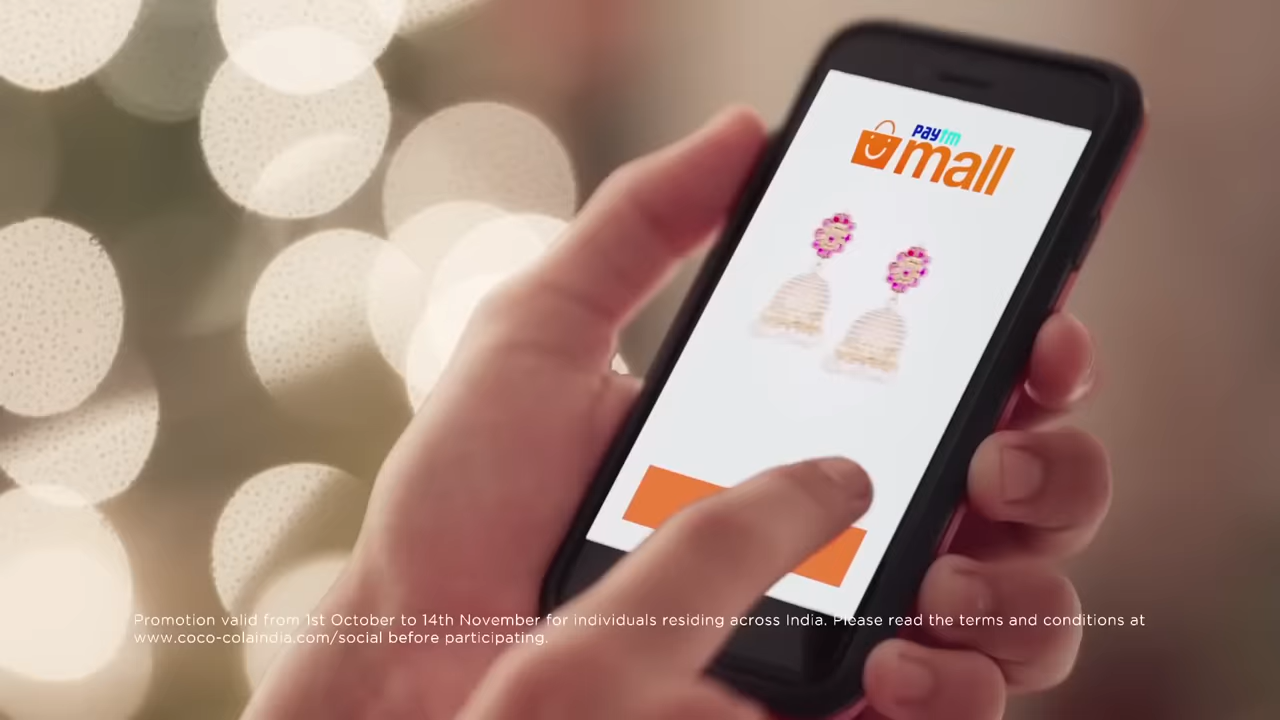 paytm
mall
Promotion valid from 1st October to 14th November for individuals residing across India. Please read the terms and conditions at
www.coco-colaindia.com/social before participating.